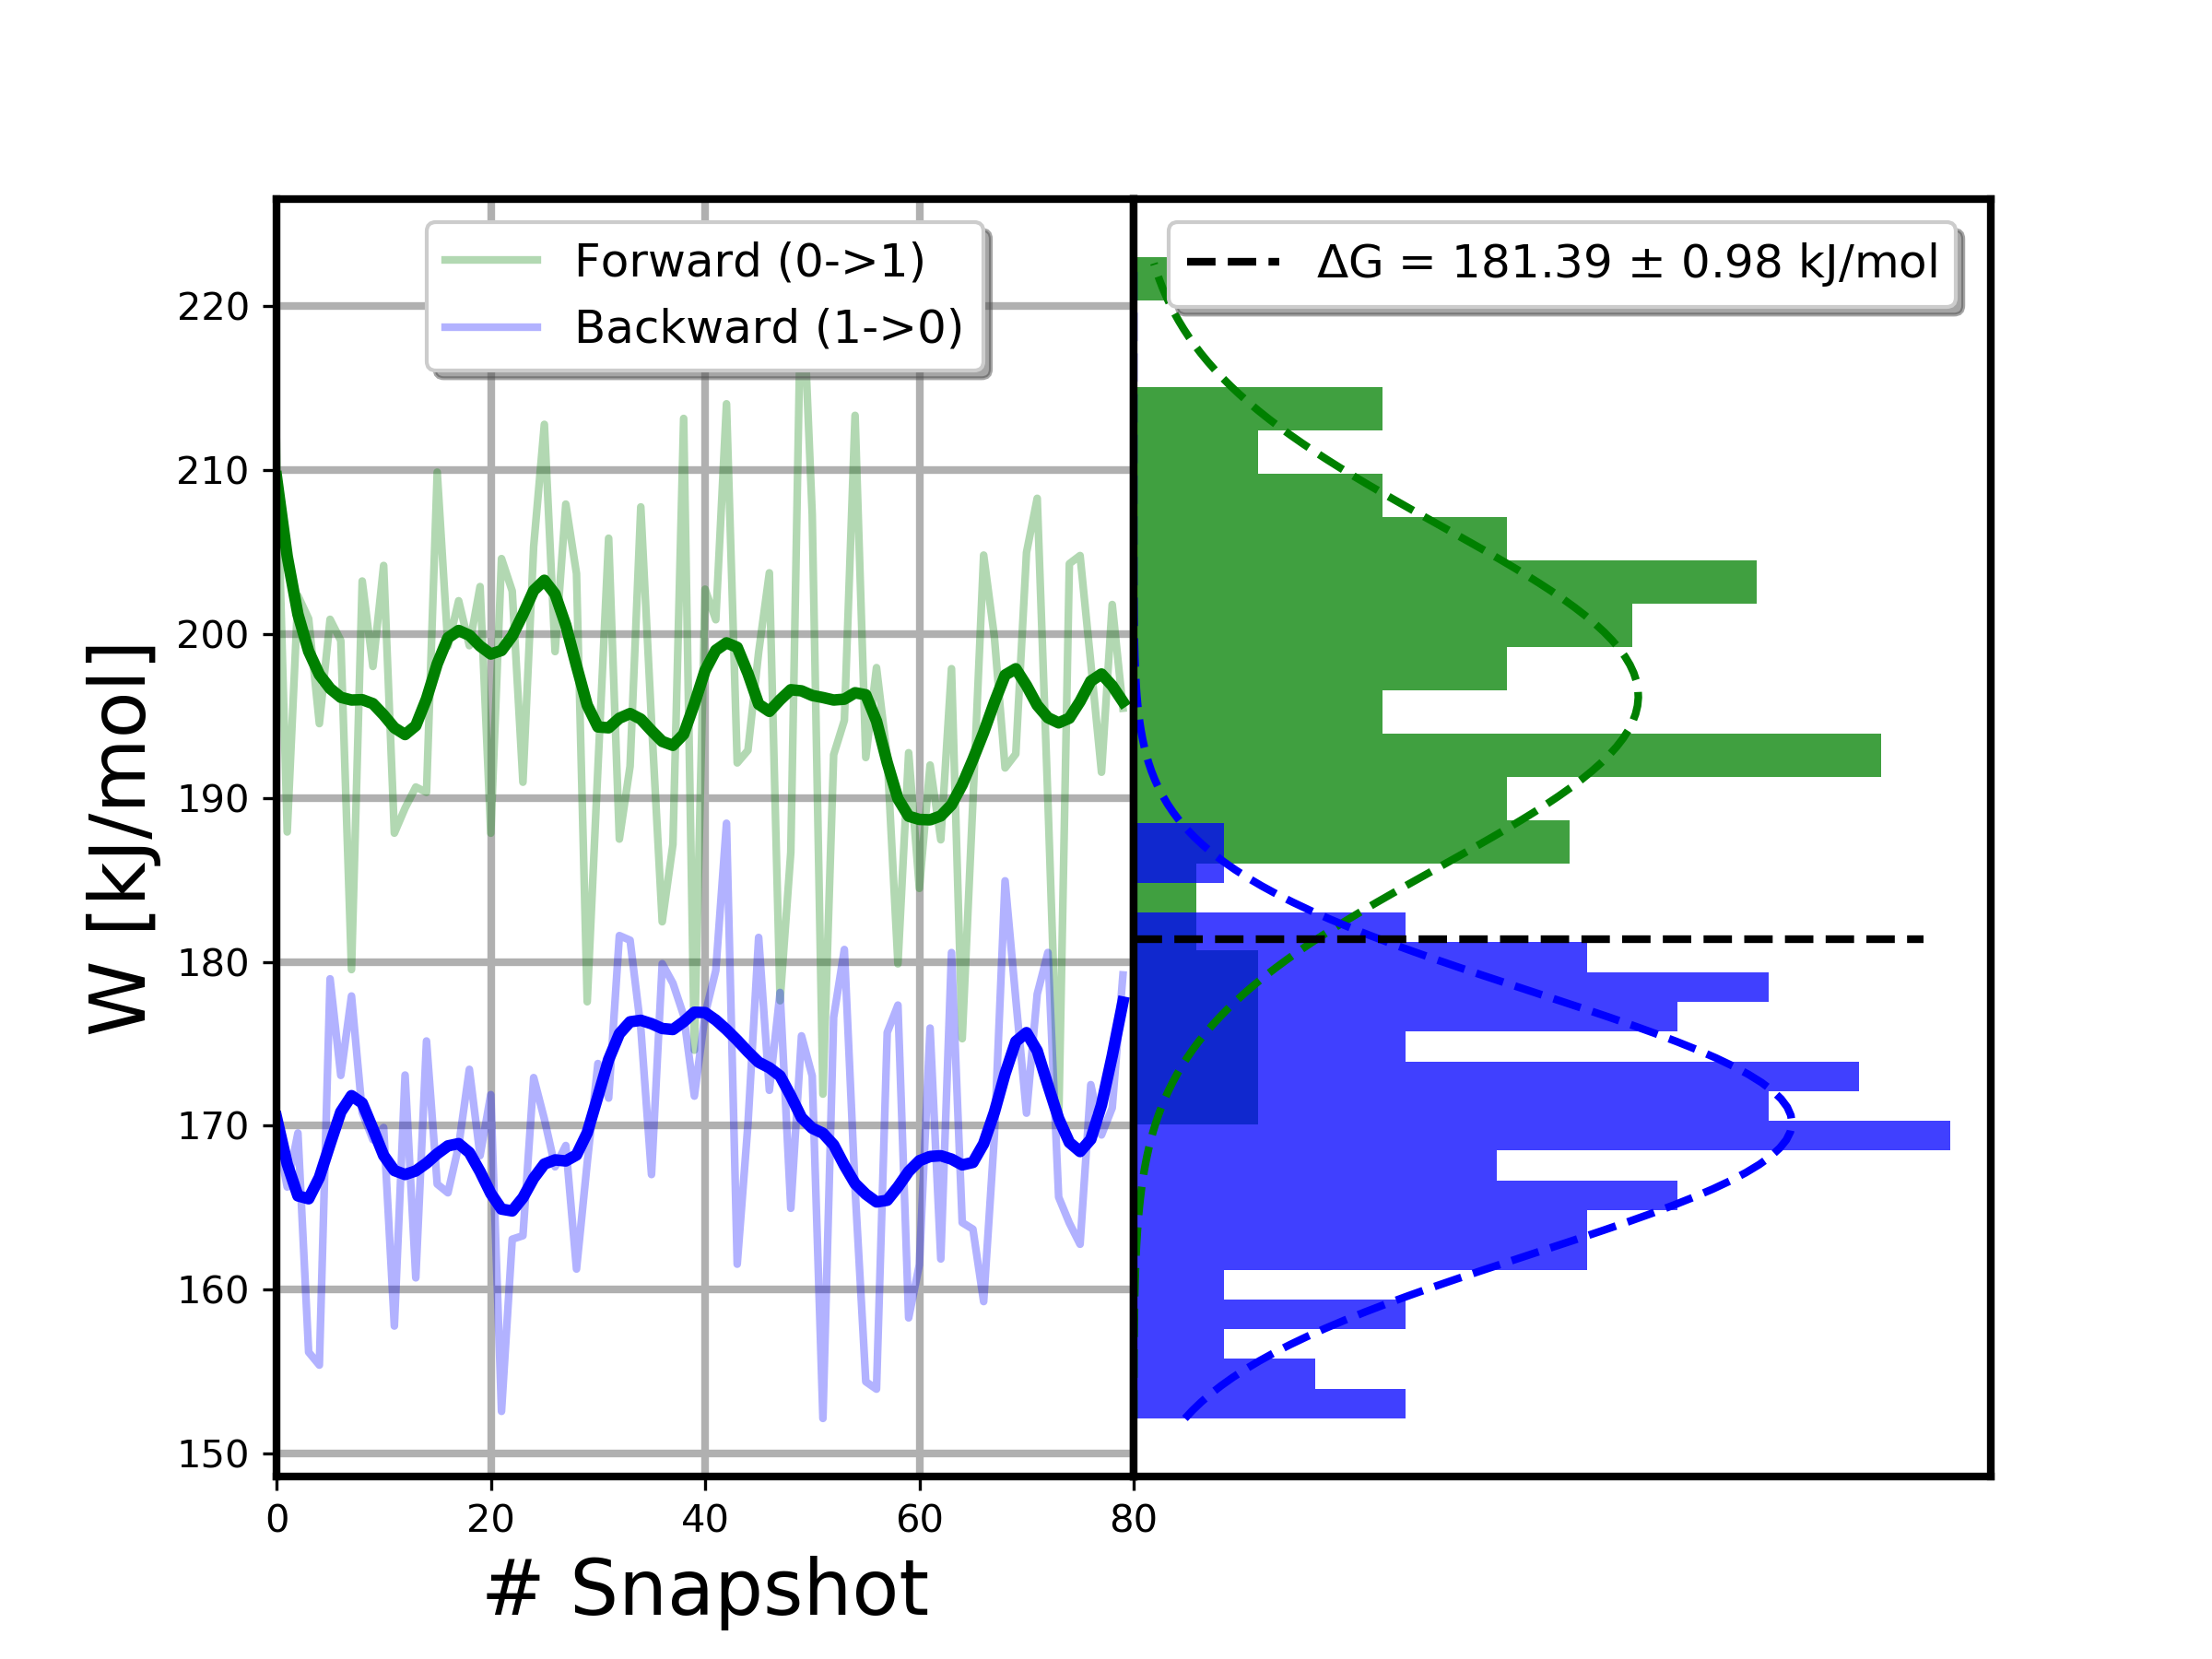 Forward (0->1)
Backward (1->0)
ΔG = 181.39 ± 0.98 kJ/mol
W [kJ/mol]
220
210
200
190
180
170
160
150
0 20 40 60 80
# Snapshot